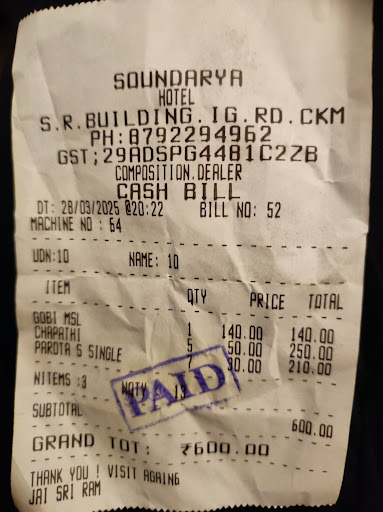 SOUNDARYA
HOTEL
S.R.BUILDING.IG.RD.CKM
PH:8792294962
GST;29ADSPG4481C2ZB
COMPOSITION.DEALER
CASH BILL
DT: 28/03/2025 @20:22 BILL NO: 52
MACHINE NO : 64
UDN:10 NAME: 10
ITEM QTY PRICE TOTAL
GOBI MSL 1 140.00 140.00
CHAPATHI 5 50.00 250.00
PAROTA S SINGLE 7 30.00 210.00
NITEMS :3 NQTY
PAID
SUBTOTAL 600.00
GRAND TOT: ₹600.00
THANK YOU ! VISIT AGAING
JAI SRI RAM